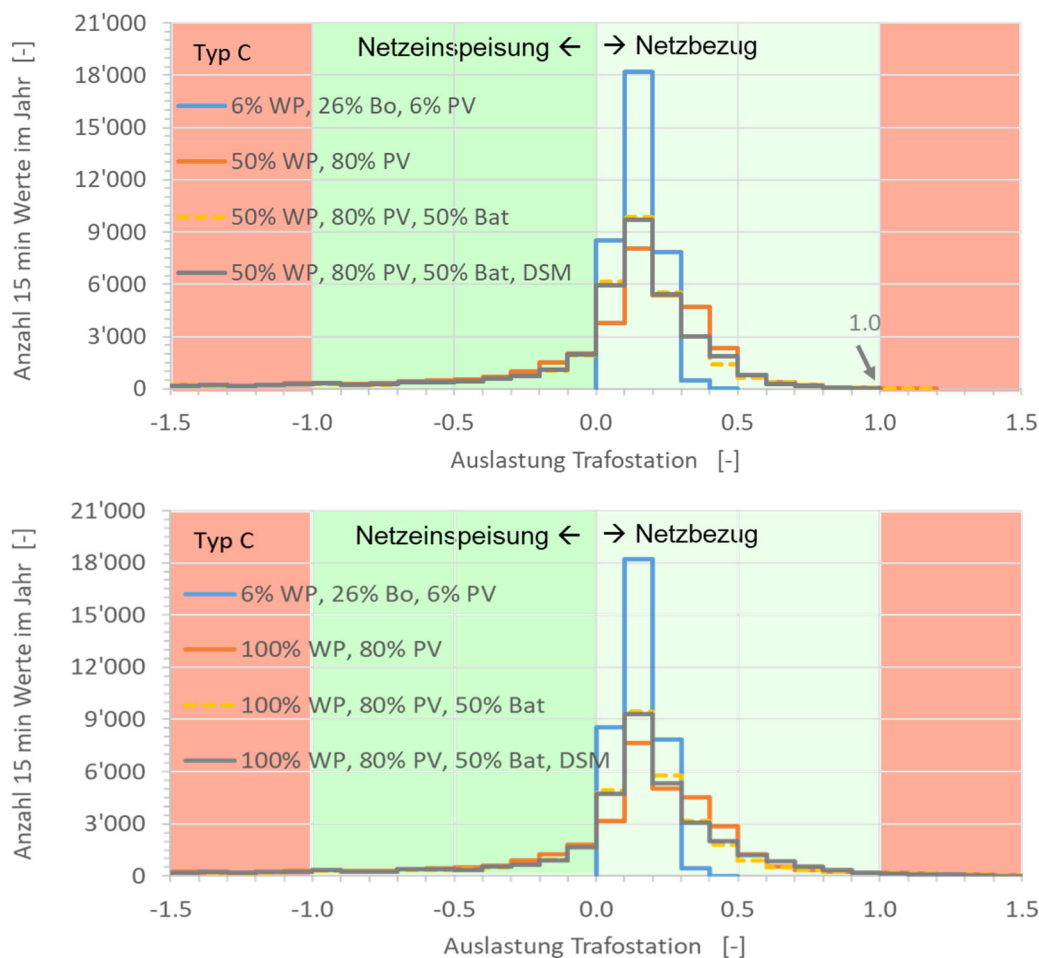 21'000
18'000
15'000
12'000
9'000
6'000
3'000
0
Anzahl 15 min Werte im Jahr [-]
Typ C
Netzeinspeisung ← → Netzbezug
6% WP, 26% Bo, 6% PV
50% WP, 80% PV
50% WP, 80% PV, 50% Bat
50% WP, 80% PV, 50% Bat, DSM
1.0
-1.5 -1.0 -0.5 0.0 0.5 1.0 1.5
Auslastung Trafostation [-]
21'000
18'000
15'000
12'000
9'000
6'000
3'000
0
Anzahl 15 min Werte im Jahr [-]
Typ C
Netzeinspeisung ← → Netzbezug
6% WP, 26% Bo, 6% PV
100% WP, 80% PV
100% WP, 80% PV, 50% Bat
100% WP, 80% PV, 50% Bat, DSM
-1.5 -1.0 -0.5 0.0 0.5 1.0 1.5
Auslastung Trafostation [-]